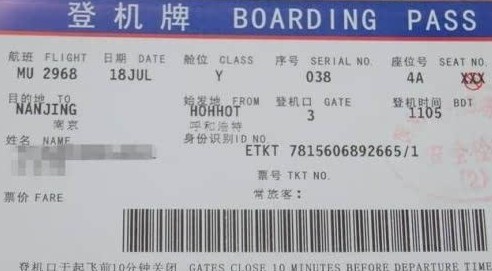 登机牌 BOARDING PASS
航班 FLIGHT 日期 DATE 舱位 CLASS 序号 SERIAL NO. 座位号 SEAT NO.
MU 2968 18JUL Y 038 4A XXX
目的地 TO 始发地 FROM 登机口 GATE 登机时间 BDT
NANJING HOHHOT 3 1105
南京 呼和浩特
姓名 NAME 身份识别 ID NO.
ETKT 7815606892665/1
票号 TKT NO.
票价 FARE 常旅客:
登机口于起飞前10分钟关闭 GATES CLOSE 10 MINUTES BEFORE DEPARTURE TIME